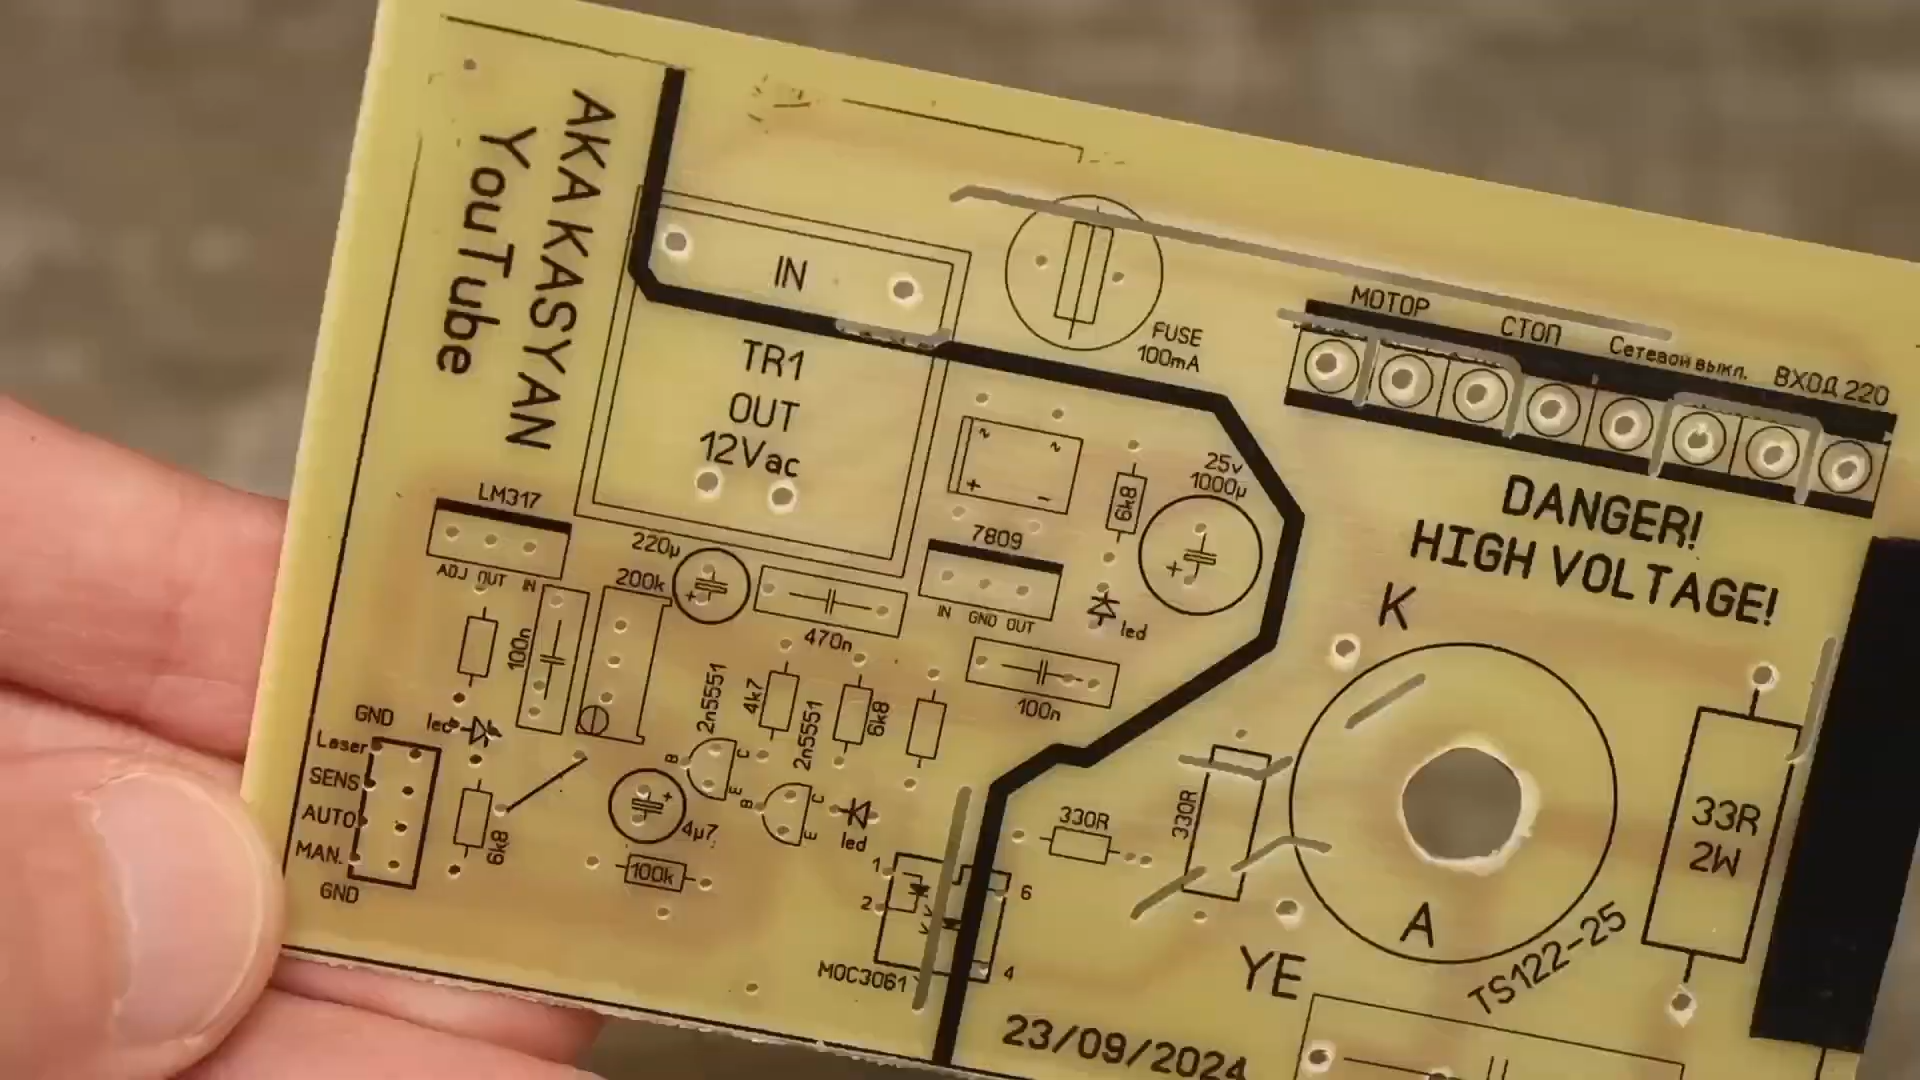 AKA KASYAN
YouTube
IN
TR1
OUT
12Vac
FUSE
100mA
МОТОР
СТОП
Сетевой выкл.
ВХОД 220
DANGER!
HIGH VOLTAGE!
LM317
ADJ OUT IN
220µ
200k
100n
470n
~ ~
+ −
7809
IN GND OUT
6k8
25v
1000µ
+
led
100n
K
A
TS122-25
33R
2W
330R
330R
YE
2n5551
B C E
4k7
2n5551
B C E
6k8
led
GND
Laser
SENS
AUTO
MAN.
GND
led
6k8
+
4µ7
100k
1
2
6
4
MOC3061
23/09/2024